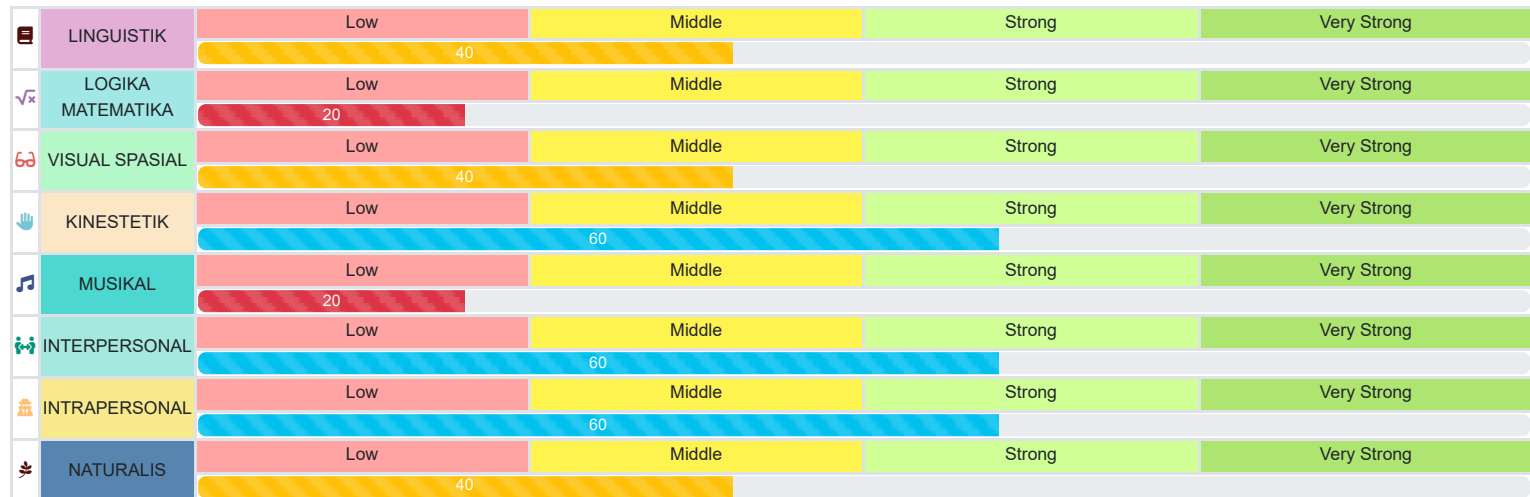 LINGUISTIK
Low Middle Strong Very Strong
40
LOGIKA
MATEMATIKA
Low Middle Strong Very Strong
20
VISUAL SPASIAL
Low Middle Strong Very Strong
40
KINESTETIK
Low Middle Strong Very Strong
60
MUSIKAL
Low Middle Strong Very Strong
20
INTERPERSONAL
Low Middle Strong Very Strong
60
INTRAPERSONAL
Low Middle Strong Very Strong
60
NATURALIS
Low Middle Strong Very Strong
40